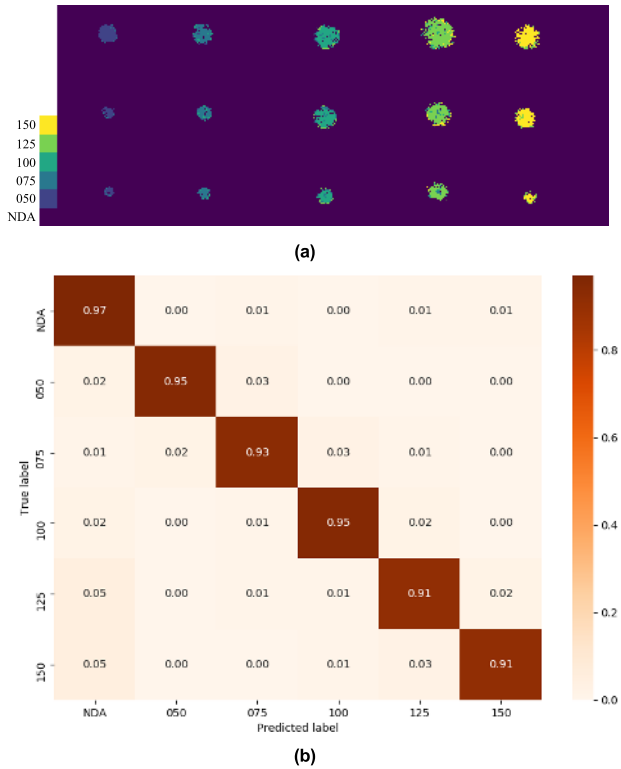 150
125
100
075
050
NDA
(a)
NDA 0.97 0.00 0.01 0.00 0.01 0.01
050 0.02 0.95 0.03 0.00 0.00 0.00
075 0.01 0.02 0.93 0.03 0.01 0.00
100 0.02 0.00 0.01 0.95 0.02 0.00
125 0.05 0.00 0.01 0.01 0.91 0.02
150 0.05 0.00 0.00 0.01 0.03 0.91
True label
NDA 050 075 100 125 150
Predicted label
0.8
0.6
0.4
0.2
0.0
(b)